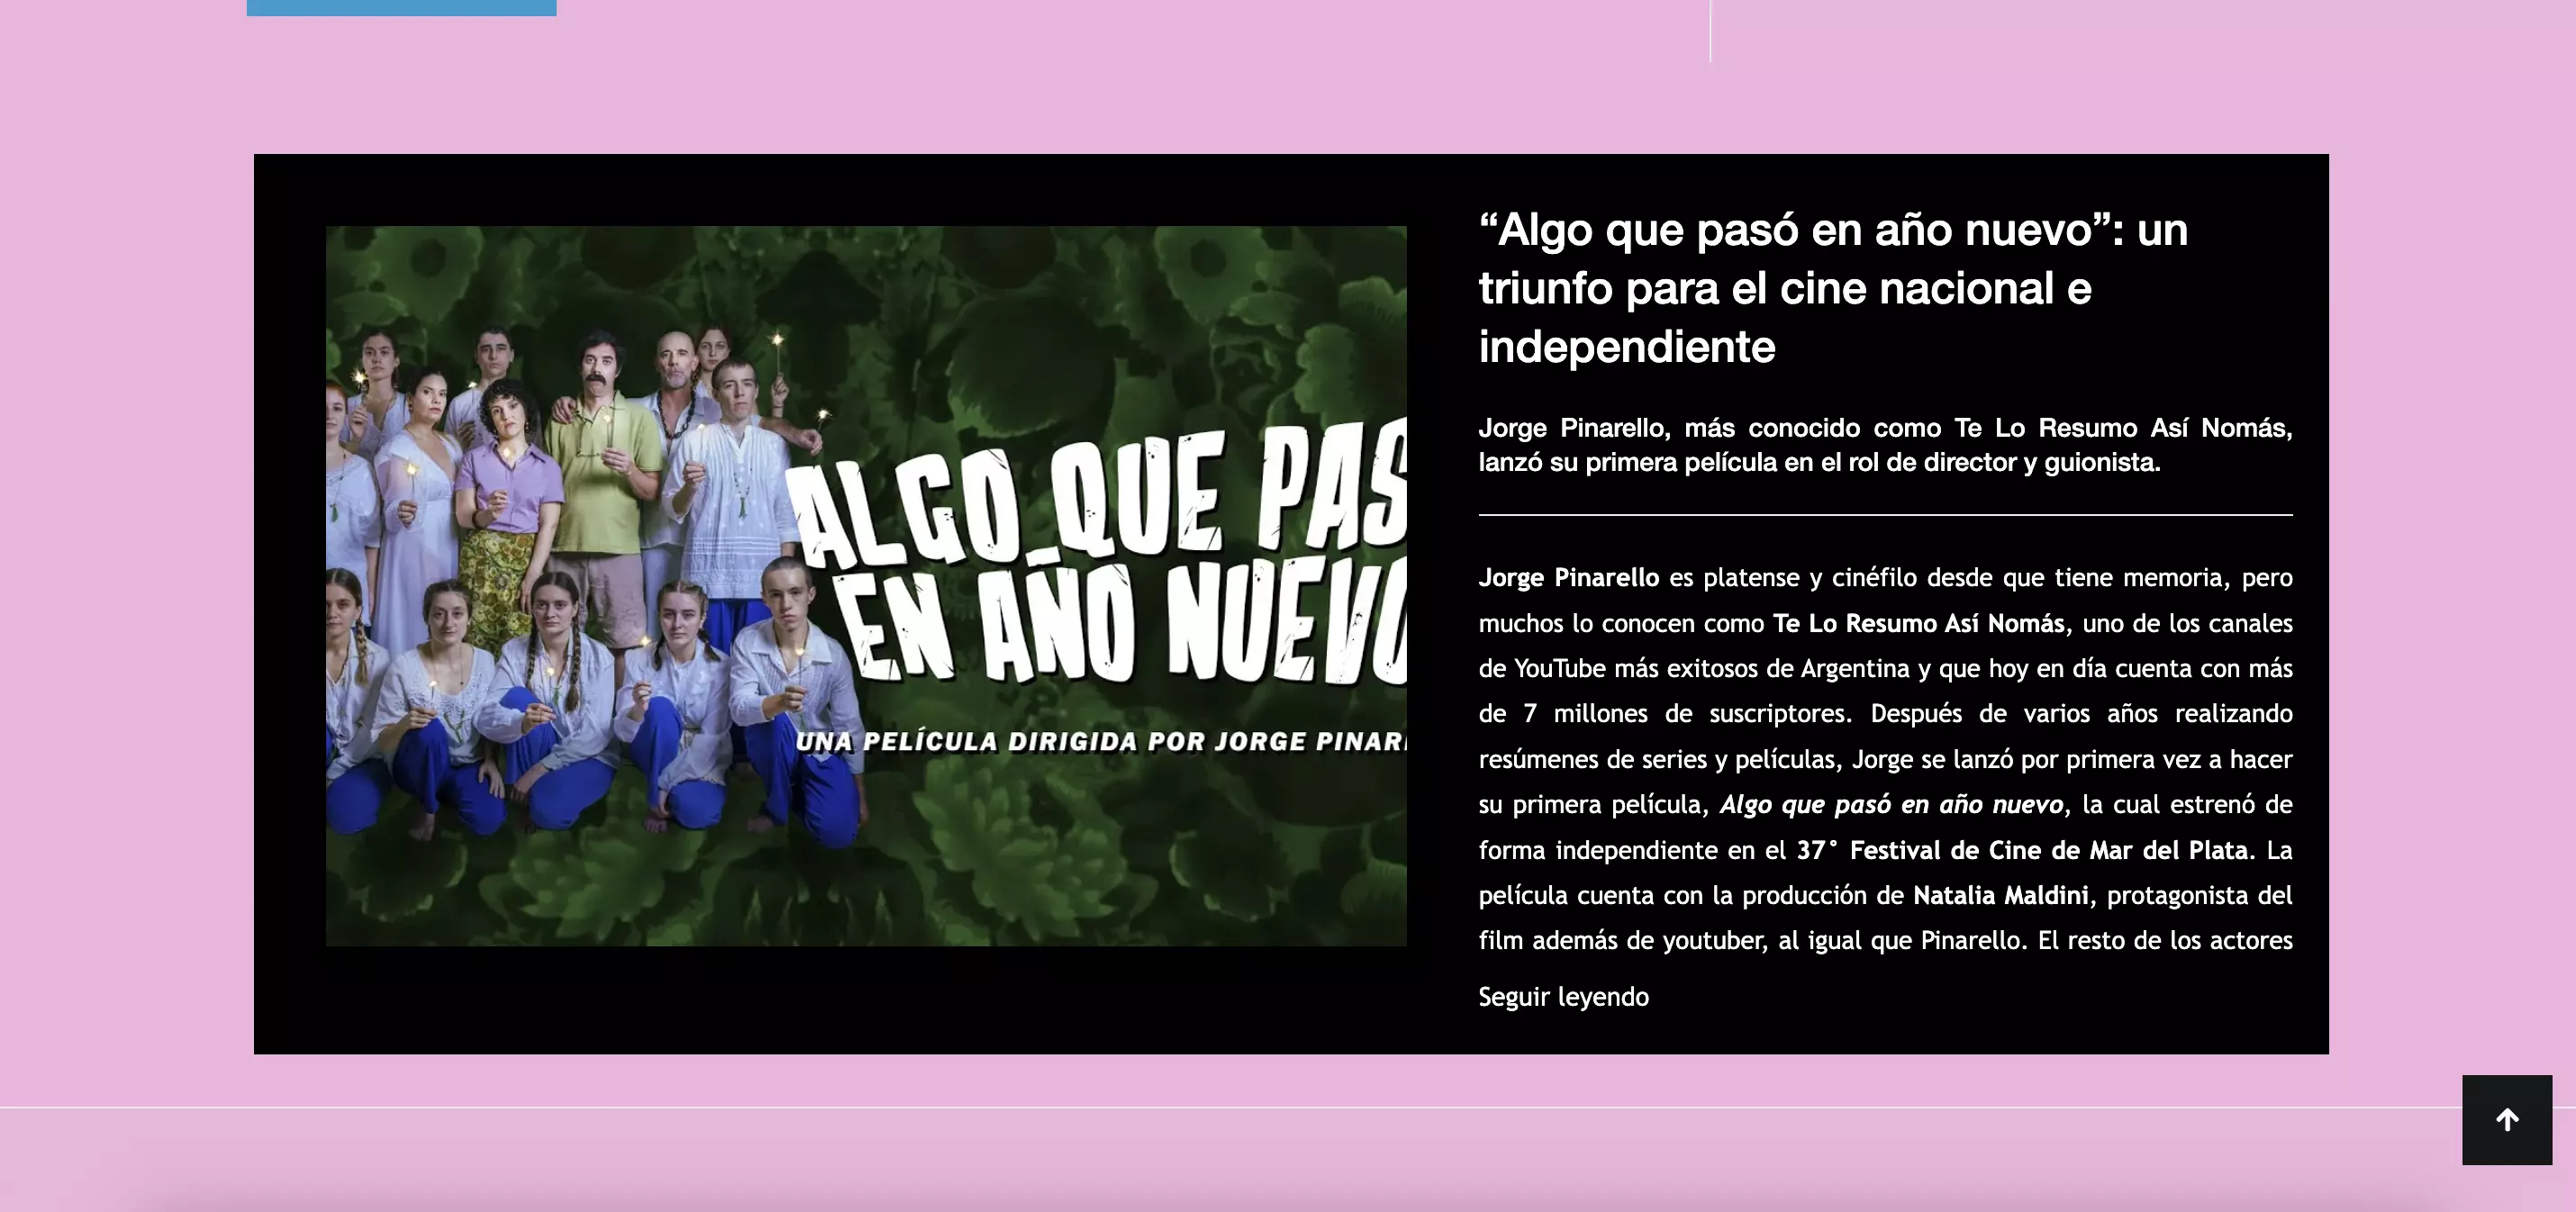 ALGO QUE PAS
EN AÑO NUEVO
UNA PELÍCULA DIRIGIDA POR JORGE PINAR
“Algo que pasó en año nuevo”: un
triunfo para el cine nacional e
independiente
Jorge Pinarello, más conocido como Te Lo Resumo Así Nomás,
lanzó su primera película en el rol de director y guionista.
Jorge Pinarello es platense y cinéfilo desde que tiene memoria, pero
muchos lo conocen como Te Lo Resumo Así Nomás, uno de los canales
de YouTube más exitosos de Argentina y que hoy en día cuenta con más
de 7 millones de suscriptores. Después de varios años realizando
resúmenes de series y películas, Jorge se lanzó por primera vez a hacer
su primera película, Algo que pasó en año nuevo, la cual estrenó de
forma independiente en el 37° Festival de Cine de Mar del Plata. La
película cuenta con la producción de Natalia Maldini, protagonista del
film además de youtuber, al igual que Pinarello. El resto de los actores
Seguir leyendo